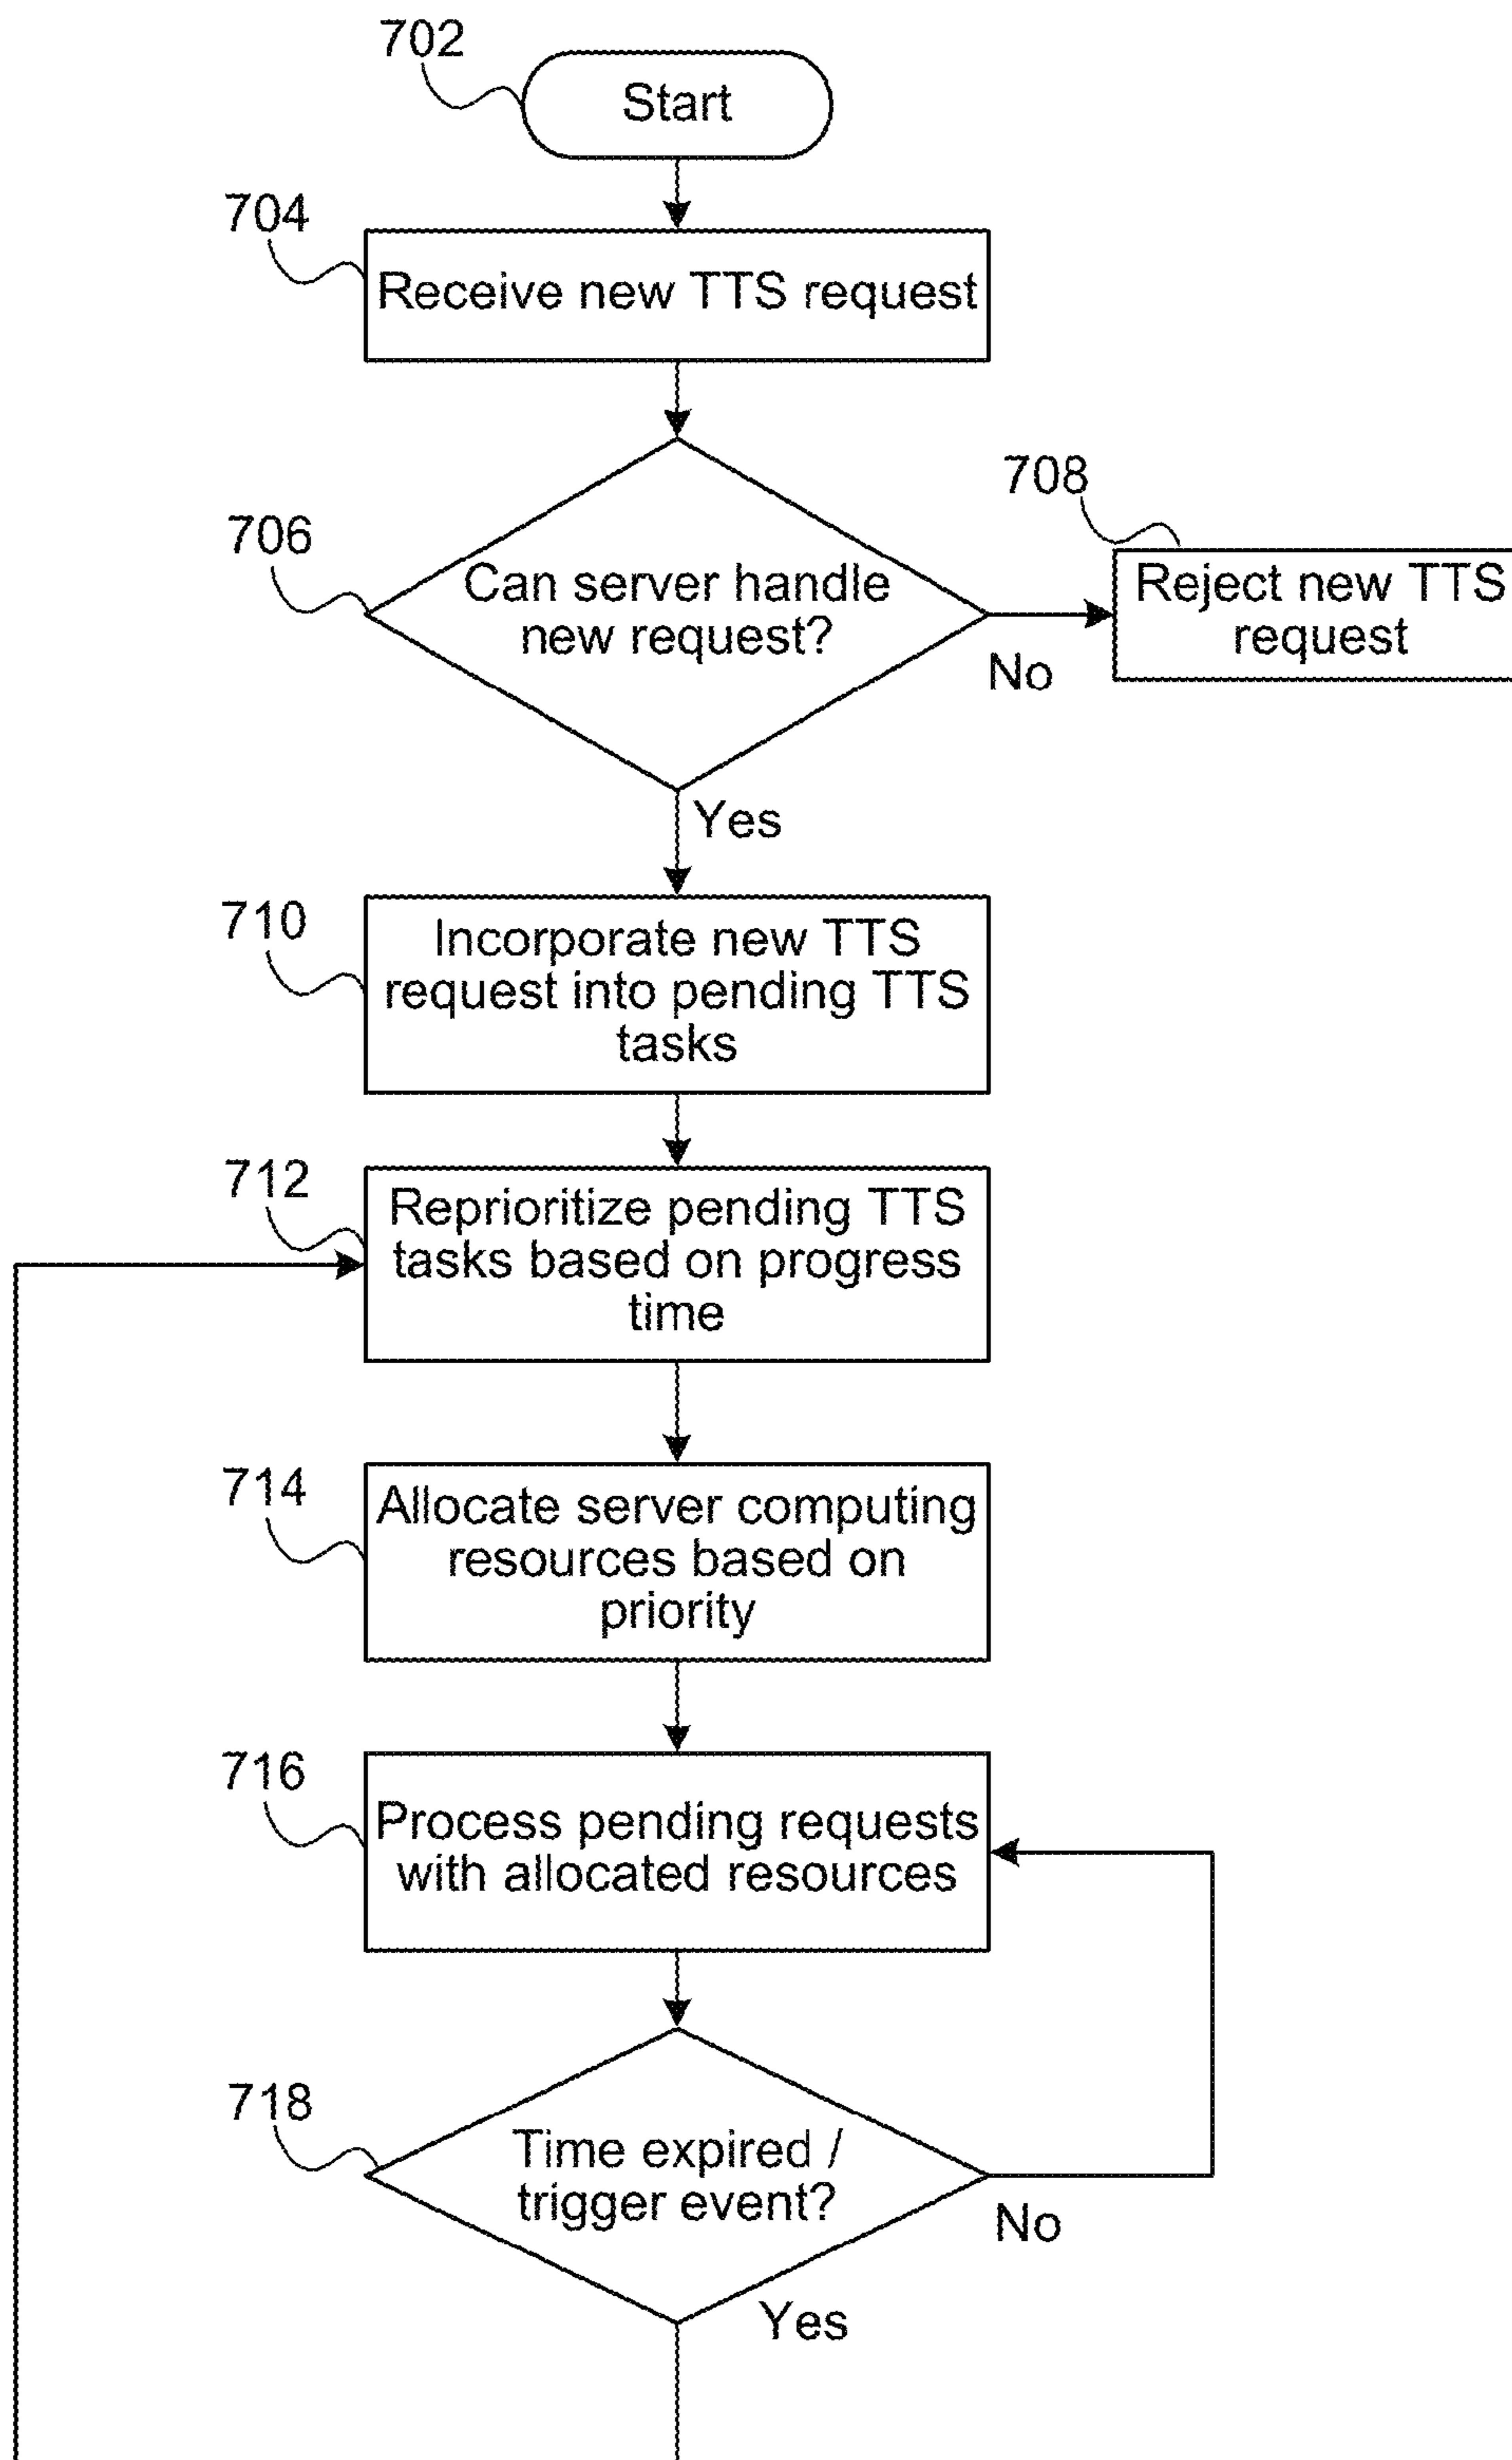 702
Start
704
Receive new TTS request
706
Can server handle
new request?
No
708
Reject new TTS
request
Yes
710
Incorporate new TTS
request into pending TTS
tasks
712
Reprioritize pending TTS
tasks based on progress
time
714
Allocate server computing
resources based on
priority
716
Process pending requests
with allocated resources
718
Time expired /
trigger event?
No
Yes